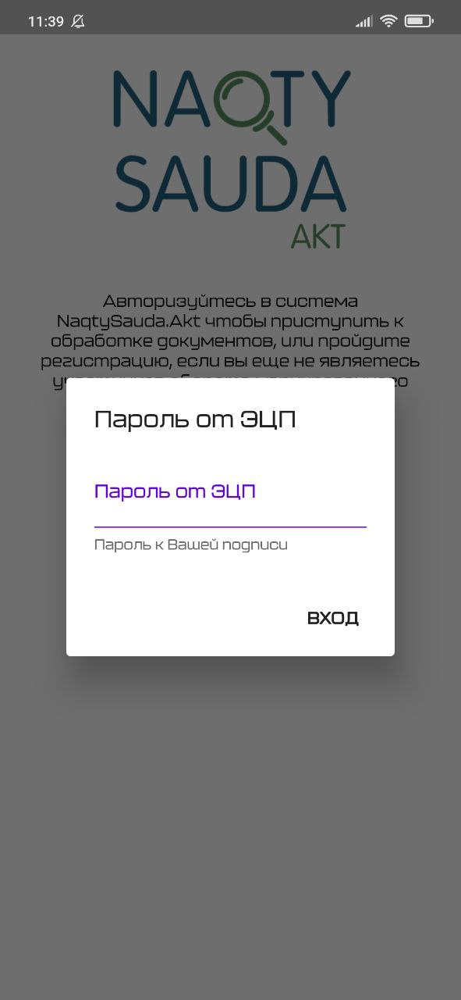 11:39
NAQTY
SAUDA
AKT
Авторизуйтесь в система
NaqtySauda.Akt чтобы приступить к
обработке документов, или пройдите
регистрацию, если вы еще не являетесь
Пароль от ЭЦП
Пароль от ЭЦП
Пароль к Вашей подписи
ВХОД